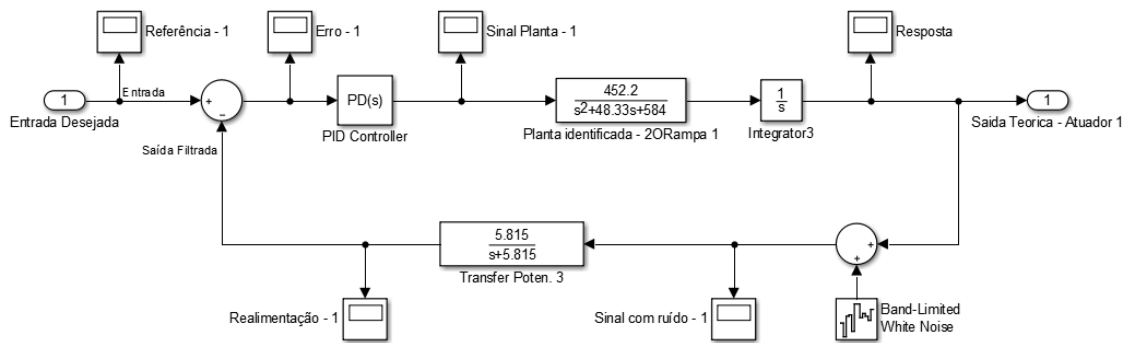 Referência - 1
Erro - 1
Sinal Planta - 1
Resposta
1
Entrada
Entrada Desejada
+
−
PD(s)
PID Controller
452.2
s²+48.33s+584
Planta identificada - 2ORampa 1
1
s
Integrator3
1
Saida Teorica - Atuador 1
Saída Filtrada
5.815
s+5.815
Transfer Poten. 3
+
+
Realimentação - 1
Sinal com ruído - 1
Band-Limited
White Noise